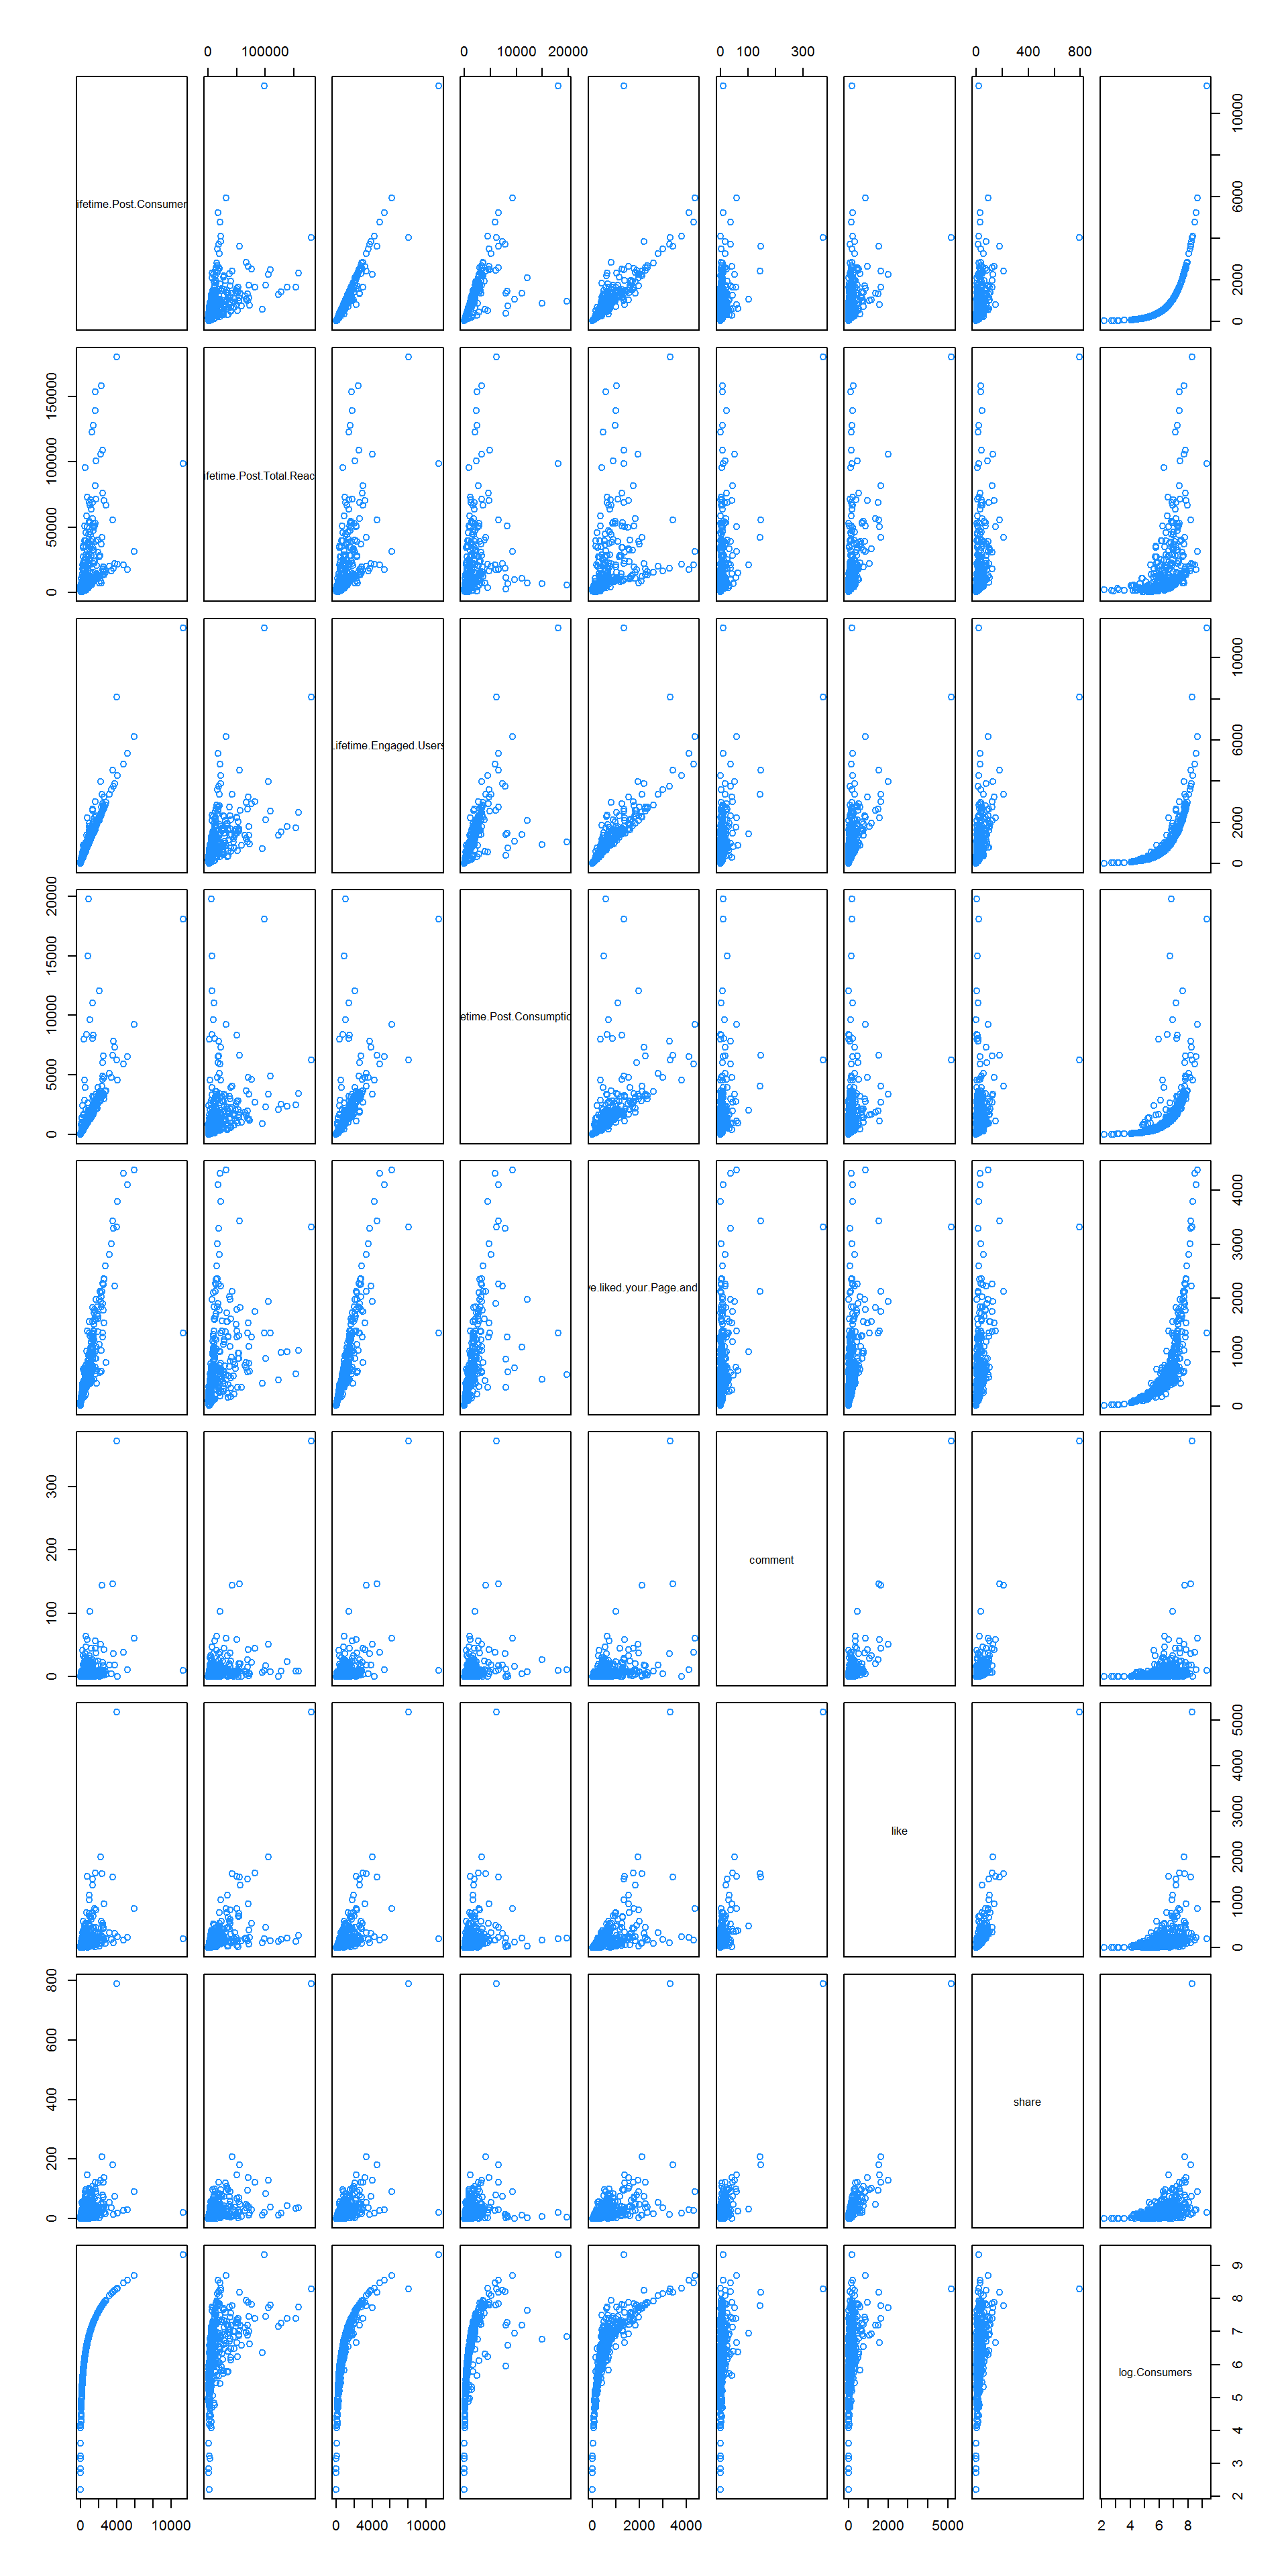 0 100000
0 10000 20000
0 100 300
0 400 800
ifetime.Post.Consumer
0 2000 6000 10000
0 50000 100000 150000
ifetime.Post.Total.Reac
.ifetime.Engaged.Users
0 2000 6000 10000
0 5000 10000 15000 20000
etime.Post.Consumptio
ve.liked.your.Page.and
0 1000 2000 3000 4000
0 100 200 300
comment
like
0 1000 2000 3000 4000 5000
0 200 400 600 800
share
log.Consumers
2 3 4 5 6 7 8 9
0 4000 10000
0 4000 10000
0 2000 4000
0 2000 5000
2 4 6 8